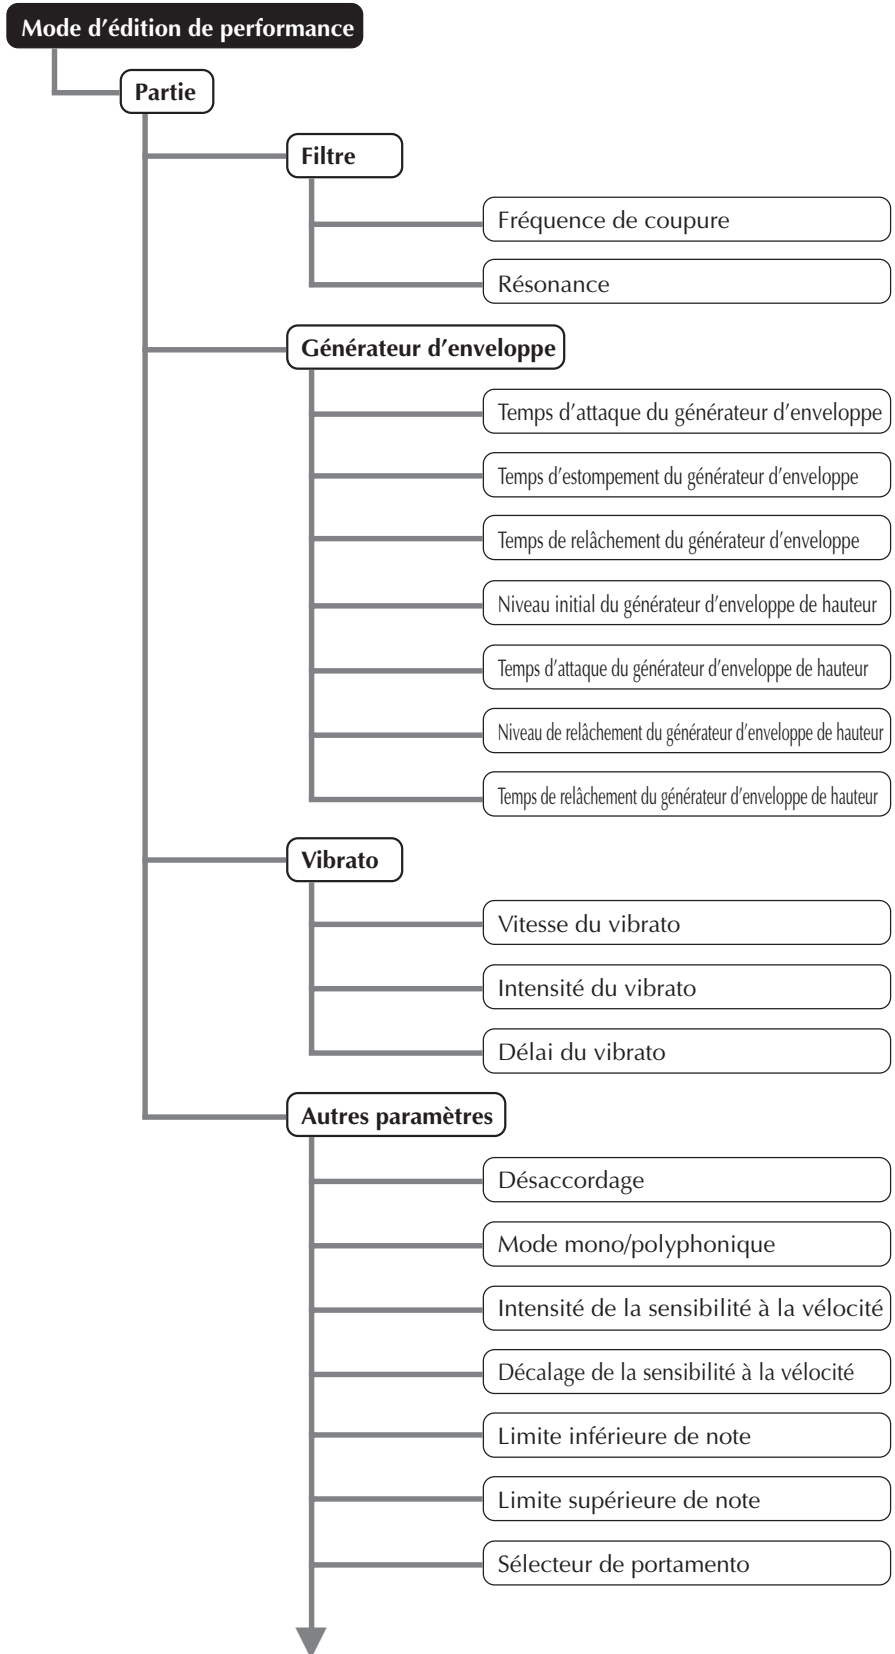 Mode d’édition de performance
Partie
Filtre
Fréquence de coupure
Résonance
Générateur d’enveloppe
Temps d’attaque du générateur d’enveloppe
Temps d’estompement du générateur d’enveloppe
Temps de relâchement du générateur d’enveloppe
Niveau initial du générateur d’enveloppe de hauteur
Temps d’attaque du générateur d’enveloppe de hauteur
Niveau de relâchement du générateur d’enveloppe de hauteur
Temps de relâchement du générateur d’enveloppe de hauteur
Vibrato
Vitesse du vibrato
Intensité du vibrato
Délai du vibrato
Autres paramètres
Désaccordage
Mode mono/polyphonique
Intensité de la sensibilité à la vélocité
Décalage de la sensibilité à la vélocité
Limite inférieure de note
Limite supérieure de note
Sélecteur de portamento